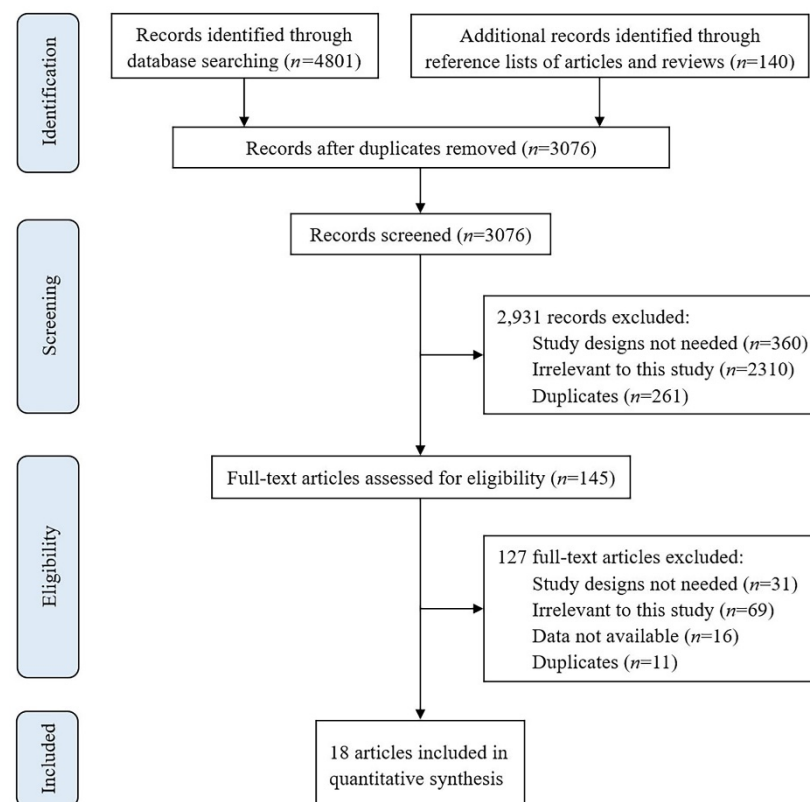 Identification
Records identified through
database searching (n=4801)
Additional records identified through
reference lists of articles and reviews (n=140)
Records after duplicates removed (n=3076)
Screening
Records screened (n=3076)
2,931 records excluded:
Study designs not needed (n=360)
Irrelevant to this study (n=2310)
Duplicates (n=261)
Eligibility
Full-text articles assessed for eligibility (n=145)
127 full-text articles excluded:
Study designs not needed (n=31)
Irrelevant to this study (n=69)
Data not available (n=16)
Duplicates (n=11)
Included
18 articles included in
quantitative synthesis